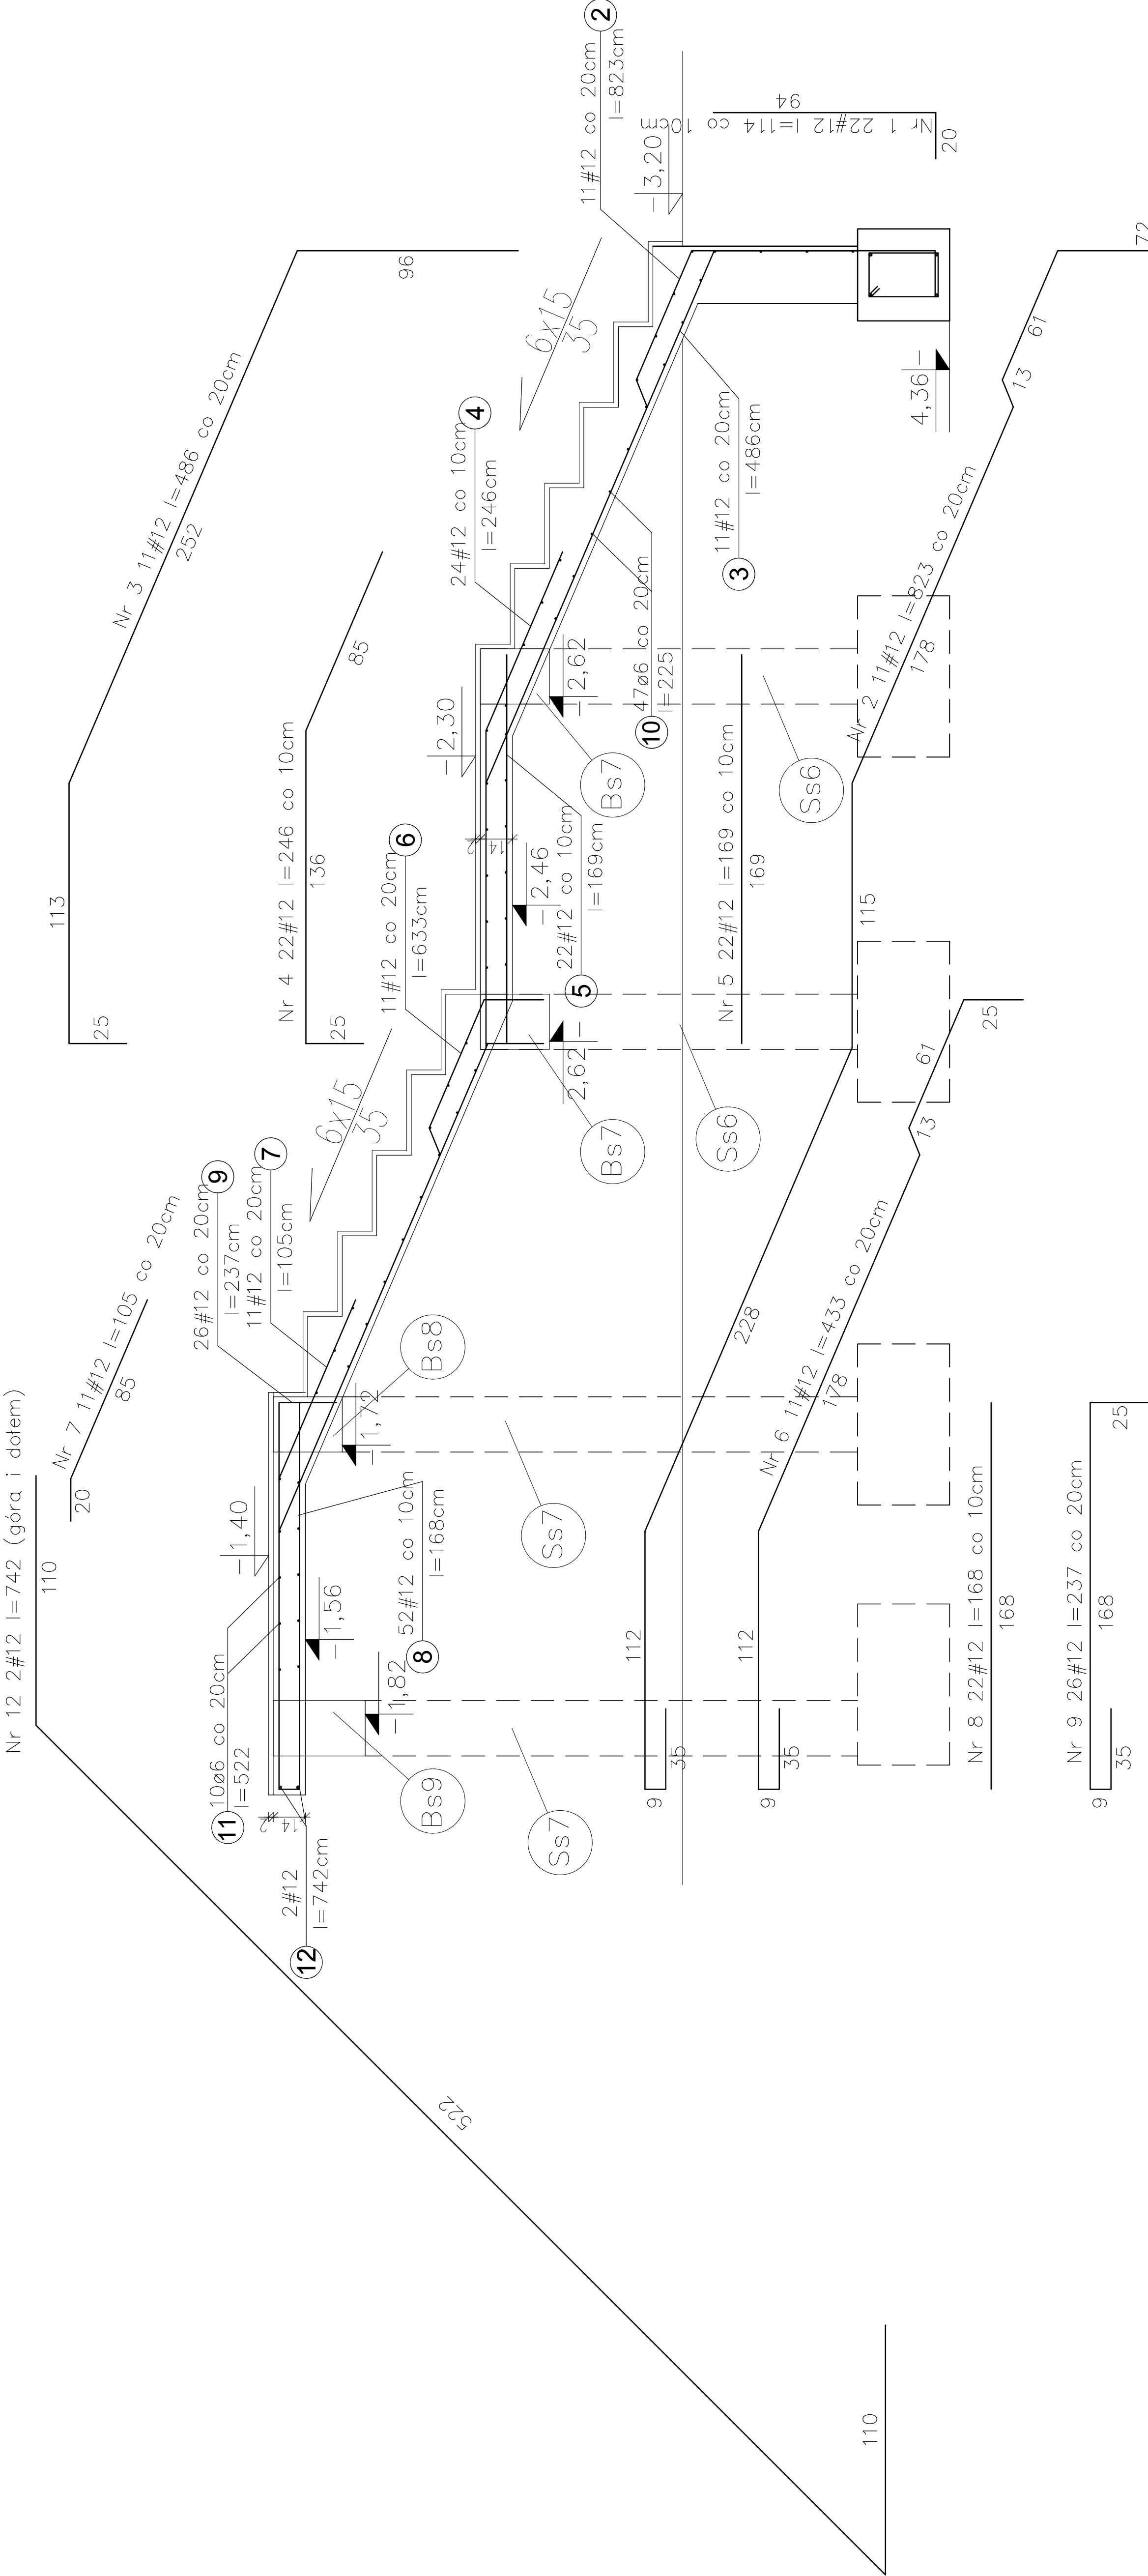 Nr 12 2#12 l=742 (góra i dołem)
110
522
110
Nr 7 11#12 l=105 co 20cm
85
20
113
25
Nr 3 11#12 l=486 co 20cm
252
96
Nr 4 22#12 l=246 co 10cm
136
25
85
2
11#12 co 20cm
l=823cm
-3,20
Nr 1 22#12 l=114 co 10cm
94
20
6x15
35
4
24#12 co 10cm
l=246cm
-2,30
6
11#12 co 20cm
l=633cm
6x15
35
9
26#12 co 20cm
l=237cm
7
11#12 co 20cm
l=105cm
-1,40
11
10ø6 co 20cm
l=522
2
14
12
2#12
l=742cm
-1,56
-1,82
-1,72
8
52#12 co 10cm
l=168cm
Bs9
Bs8
Ss7
Ss7
2
14
-2,46
-2,62
2,62-
5
22#12 co 10cm
l=169cm
Bs7
Bs7
Ss6
Ss6
10
47ø6 co 20cm
l=225
3
11#12 co 20cm
l=486cm
4,36-
Nr 5 22#12 l=169 co 10cm
169
Nr 2 11#12 l=823 co 20cm
178
13
61
72
115
228
112
35
9
Nr 6 11#12 l=433 co 20cm
178
13
61
25
112
35
9
Nr 8 22#12 l=168 co 10cm
168
Nr 9 26#12 l=237 co 20cm
168
25
35
9